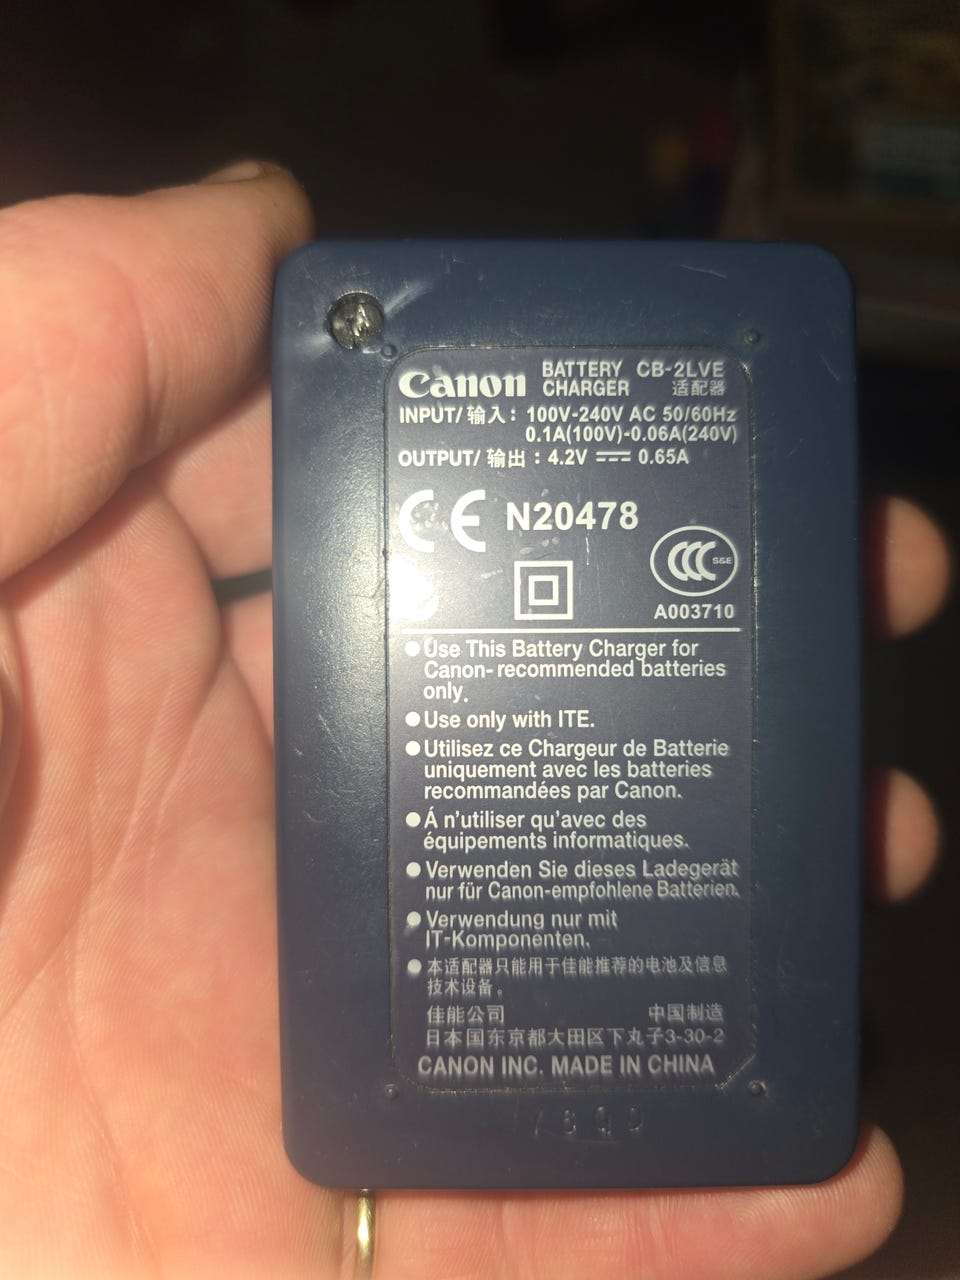 Canon BATTERY CHARGER CB-2LVE 适配器
INPUT/输入: 100V-240V AC 50/60Hz
0.1A(100V)-0.06A(240V)
OUTPUT/输出: 4.2V ⎓ 0.65A
CE N20478
CCC S&E
A003710
●Use This Battery Charger for
Canon- recommended batteries
only.
●Use only with ITE.
●Utilisez ce Chargeur de Batterie
uniquement avec les batteries
recommandées par Canon.
●Á n'utiliser qu'avec des
équipements informatiques.
●Verwenden Sie dieses Ladegerät
nur für Canon-empfohlene Batterien.
●Verwendung nur mit
IT-Komponenten.
●本适配器只能用于佳能推荐的电池及信息
技术设备。
佳能公司 中国制造
日本国东京都大田区下丸子3-30-2
CANON INC. MADE IN CHINA